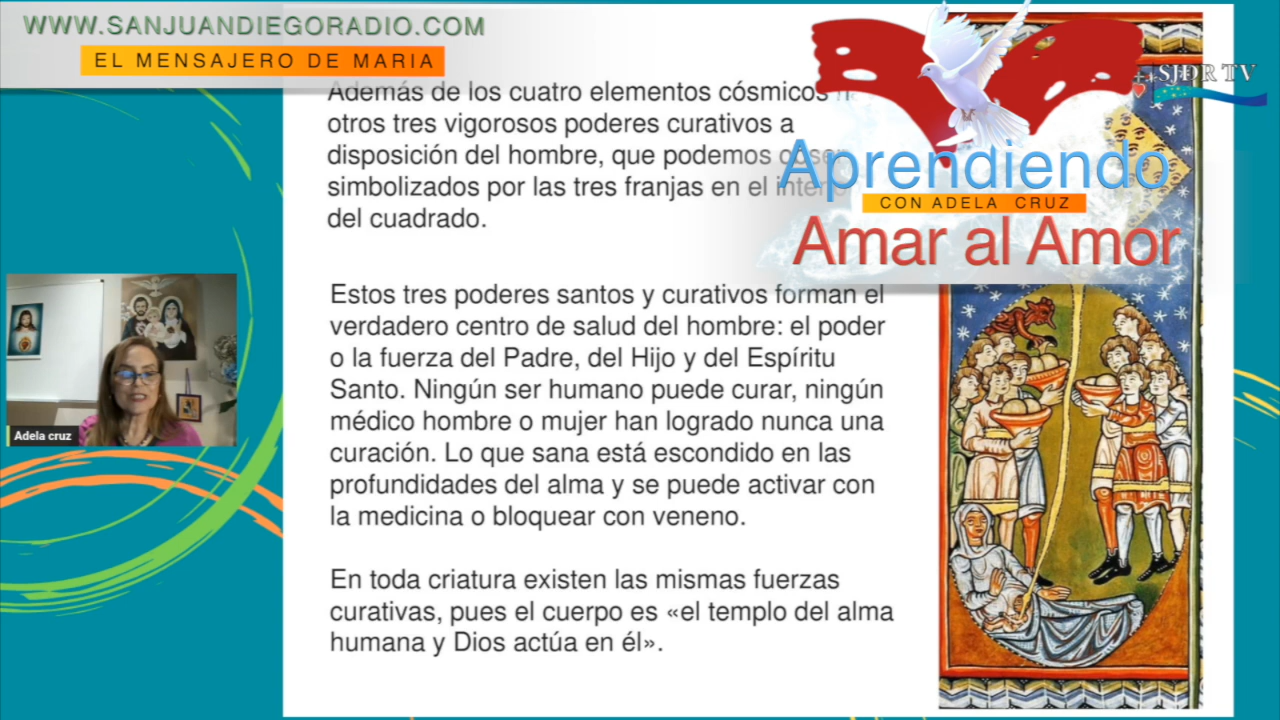 WWW.SANJUANDIEGORADIO.COM
EL MENSAJERO DE MARIA
SJDR TV
Aprendiendo
CON ADELA CRUZ
Amar al Amor
Además de los cuatro elementos cósmicos
otros tres vigorosos poderes curativos a
disposición del hombre, que podemos
simbolizados por las tres franjas en el
del cuadrado.
Estos tres poderes santos y curativos forman el
verdadero centro de salud del hombre: el poder
o la fuerza del Padre, del Hijo y del Espíritu
Santo. Ningún ser humano puede curar, ningún
médico hombre o mujer han logrado nunca una
curación. Lo que sana está escondido en las
profundidades del alma y se puede activar con
la medicina o bloquear con veneno.
En toda criatura existen las mismas fuerzas
curativas, pues el cuerpo es «el templo del alma
humana y Dios actúa en él».
Adela cruz